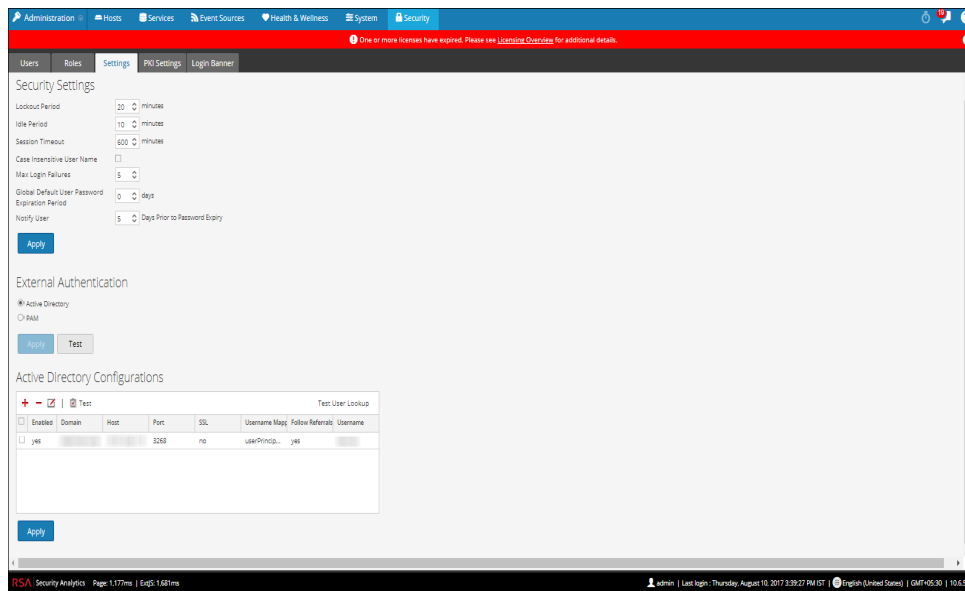 Administration Hosts Services Event Sources Health & Wellness System Security 19
One or more licenses have expired. Please see Licensing Overview for additional details.
Users Roles Settings PKI Settings Login Banner
Security Settings
Lockout Period 20 minutes
Idle Period 10 minutes
Session Timeout 600 minutes
Case Insensitive User Name
Max Login Failures 5
Global Default User Password
Expiration Period 0 days
Notify User 5 Days Prior to Password Expiry
Apply
External Authentication
Active Directory
PAM
Apply Test
Active Directory Configurations
Test Test User Lookup
Enabled Domain Host Port SSL Username Mapp Follow Referrals Username
yes 3268 no userPrincip... yes
Apply
RSA Security Analytics Page: 1,177ms | ExtJS: 1,681ms admin | Last login : Thursday, August 10, 2017 3:39:27 PM IST | English (United States) | GMT+05:30 | 10.6.